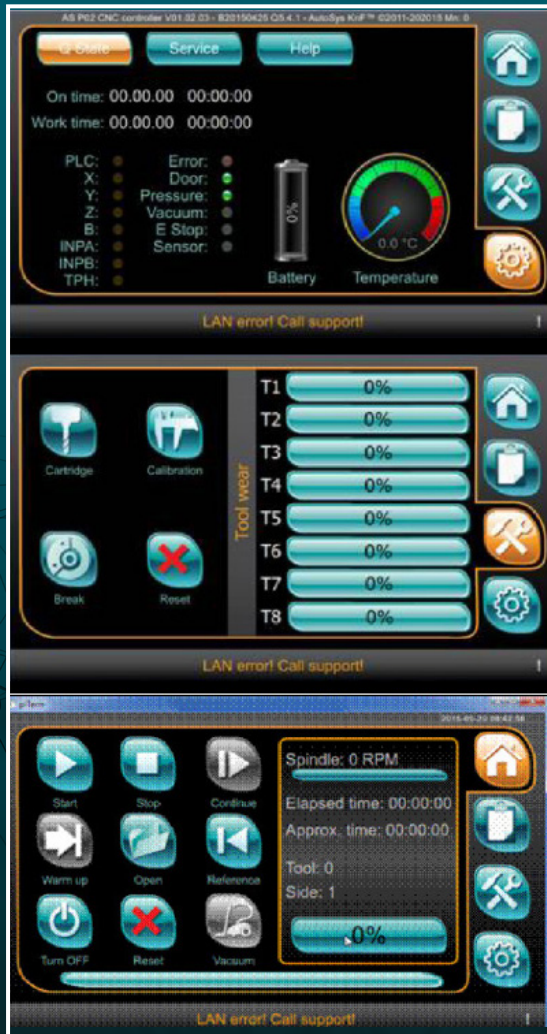 AS P02 CNC controller V01.02.03 - B20150425 Q5.4.1 - AutoSys KnF™ ©2011-202015 Mn: 0
Q State Service Help
On time: 00.00.00 00:00:00
Work time: 00.00.00 00:00:00
PLC: Error:
X: Door:
Y: Pressure:
Z: Vacuum:
B: E Stop:
INPA: Sensor:
INPB:
TPH:
0%
0.0 °C
Battery Temperature
LAN error! Call support! !
Cartridge Calibration
Break Reset
Tool wear
T1 0%
T2 0%
T3 0%
T4 0%
T5 0%
T6 0%
T7 0%
T8 0%
LAN error! Call support! !
piTerm
Start Stop Continue
Warm up Open Reference
Turn OFF Reset Vacuum
Spindle: 0 RPM
Elapsed time: 00:00:00
Approx. time: 00:00:00
Tool: 0
Side: 1
0%
LAN error! Call support! !